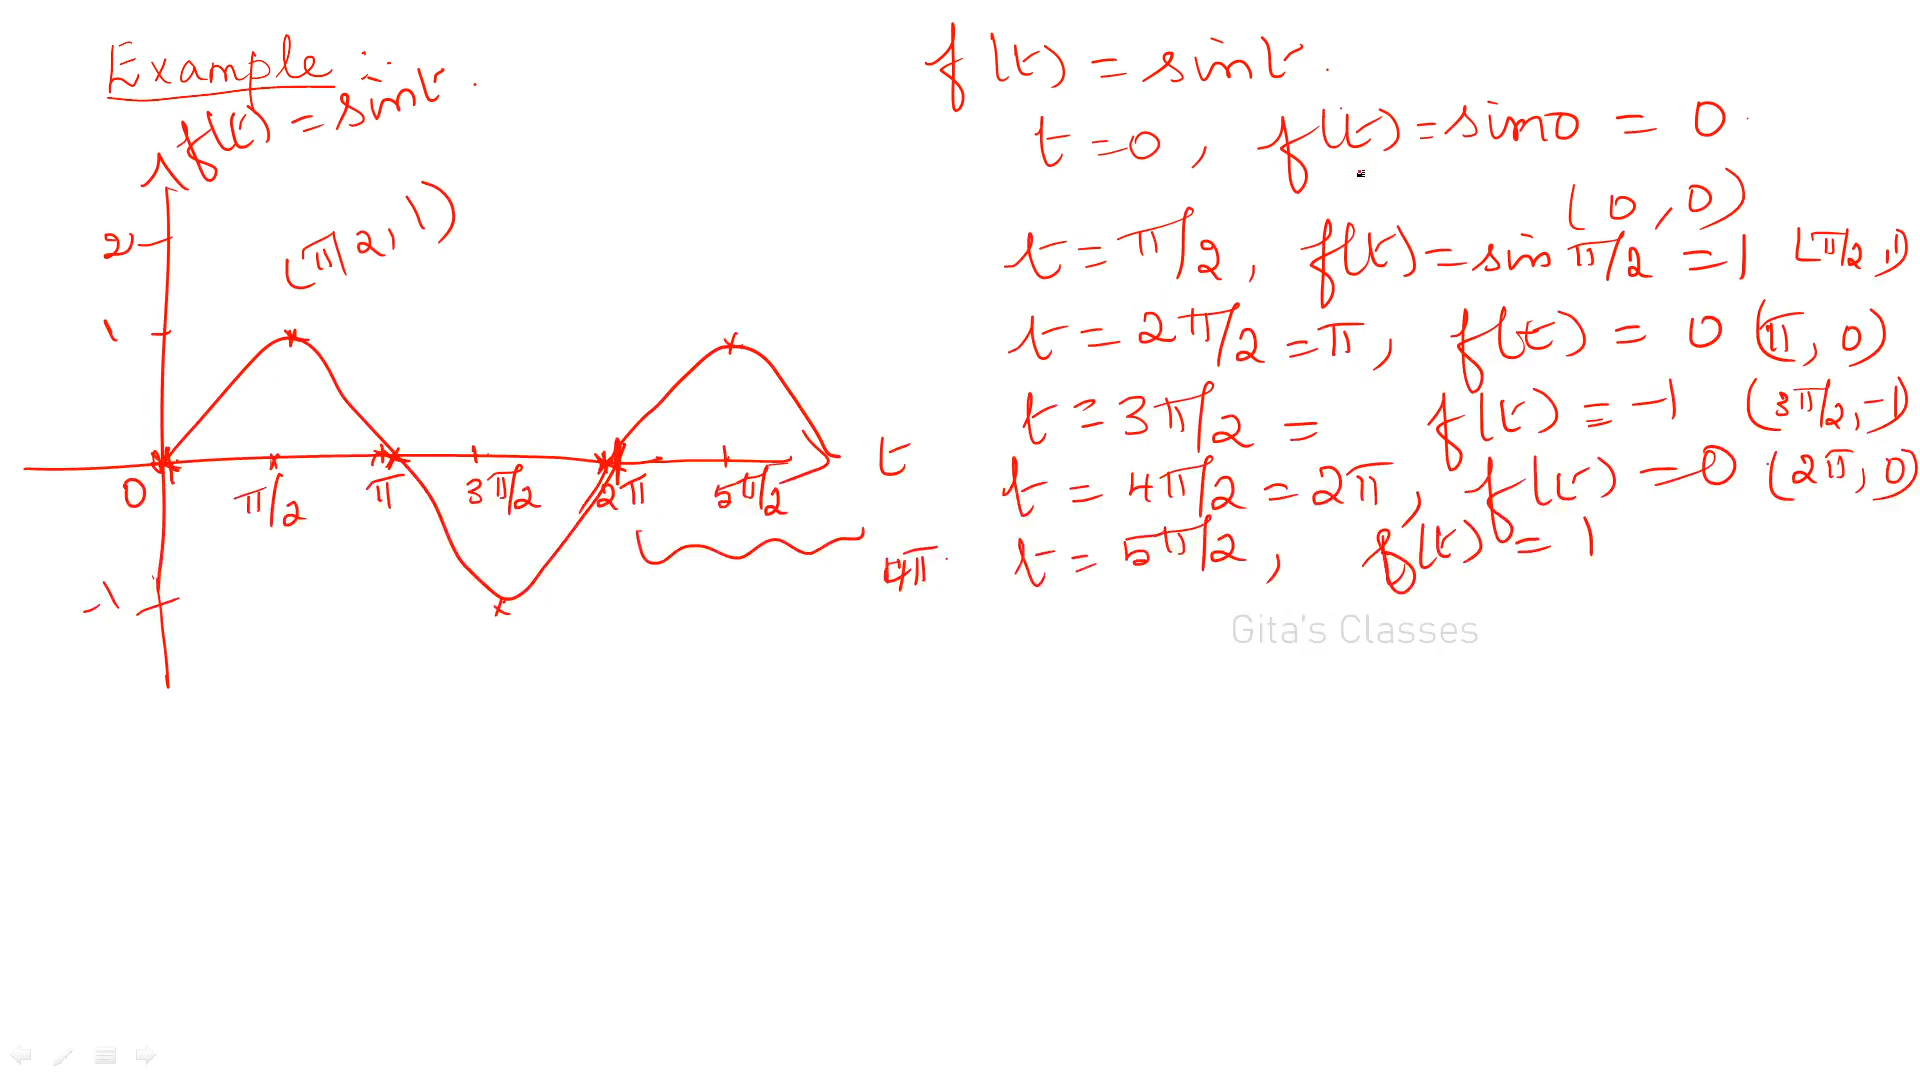 Example :-
f(t) = sint.
2
(π/2, 1)
1
0
π/2
π
3π/2
2π
5π/2
t
-1
4π
f(t) = sint.
t=0, f(t)=sin0 = 0
(0,0)
t=π/2, f(t)=sin π/2 =1 (π/2,1)
t=2π/2=π, f(t) = 0 (π, 0)
t=3π/2= f(t)=-1 (3π/2,-1)
t=4π/2=2π, f(t)=0 (2π,0)
t=5π/2, f(t)=1
Gita's Classes